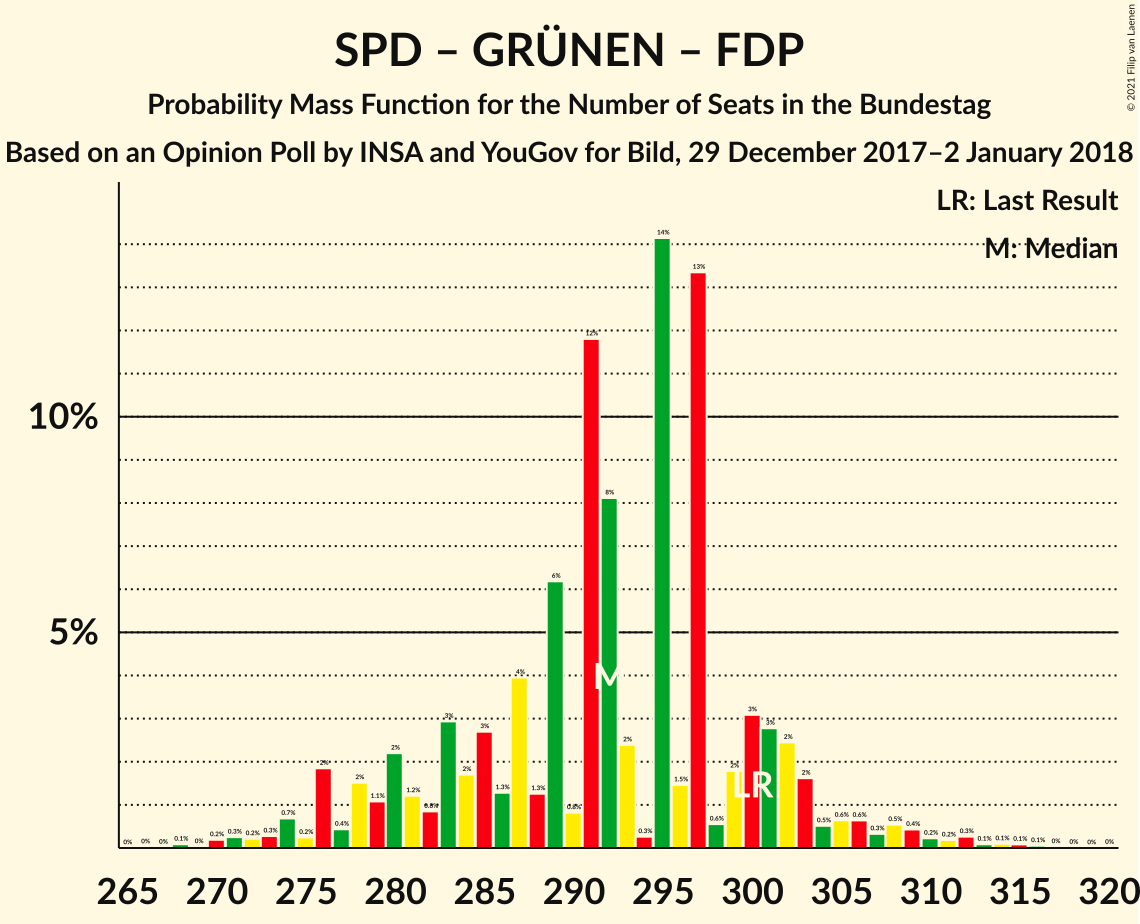 SPD – GRÜNEN – FDP
Probability Mass Function for the Number of Seats in the Bundestag
Based on an Opinion Poll by INSA and YouGov for Bild, 29 December 2017–2 January 2018
© 2021 Filip van Laenen
LR: Last Result
M: Median
10%
5%
0% 0% 0% 0.1% 0% 0.2% 0.3% 0.2% 0.3% 0.7% 0.2% 2% 0.4% 2% 1.1% 2% 1.2% 0.8% 3% 2% 3% 1.3% 4% 1.3% 6% 0.8% 12% 8% 2% 0.3% 14% 1.5% 13% 0.6% 2% 3% 3% 2% 2% 0.5% 0.6% 0.6% 0.3% 0.5% 0.4% 0.2% 0.2% 0.3% 0.1% 0.1% 0.1% 0.1% 0% 0% 0% 0%
M
LR
265 270 275 280 285 290 295 300 305 310 315 320